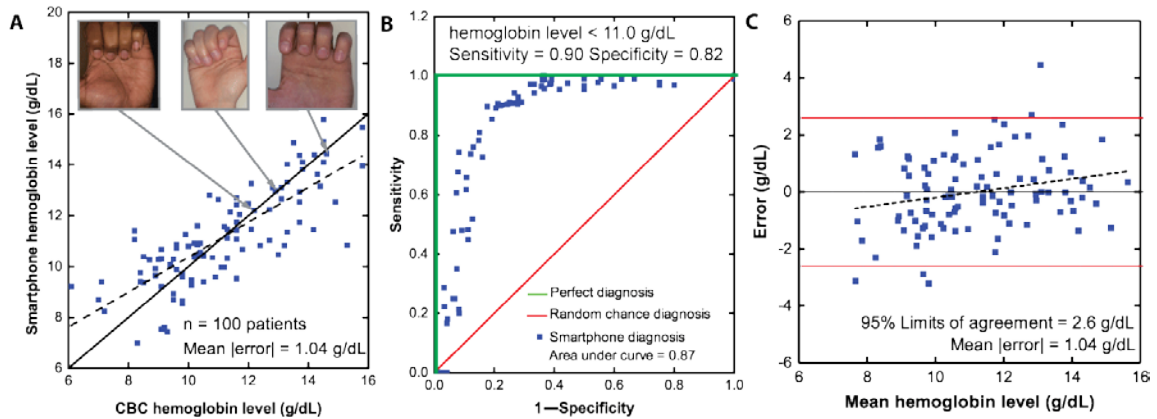 A
Smartphone hemoglobin level (g/dL)
20
18
16
14
12
10
8
6
n = 100 patients
Mean |error| = 1.04 g/dL
6
8
10
12
14
16
CBC hemoglobin level (g/dL)
B
hemoglobin level < 11.0 g/dL
Sensitivity = 0.90 Specificity = 0.82
Sensitivity
1.0
0.8
0.6
0.4
0.2
0.0
Perfect diagnosis
Random chance diagnosis
Smartphone diagnosis
Area under curve = 0.87
0.0
0.2
0.4
0.6
0.8
1.0
1—Specificity
C
Error (g/dL)
6
4
2
0
-2
-4
-6
95% Limits of agreement = 2.6 g/dL
Mean |error| = 1.04 g/dL
6
8
10
12
14
16
Mean hemoglobin level (g/dL)